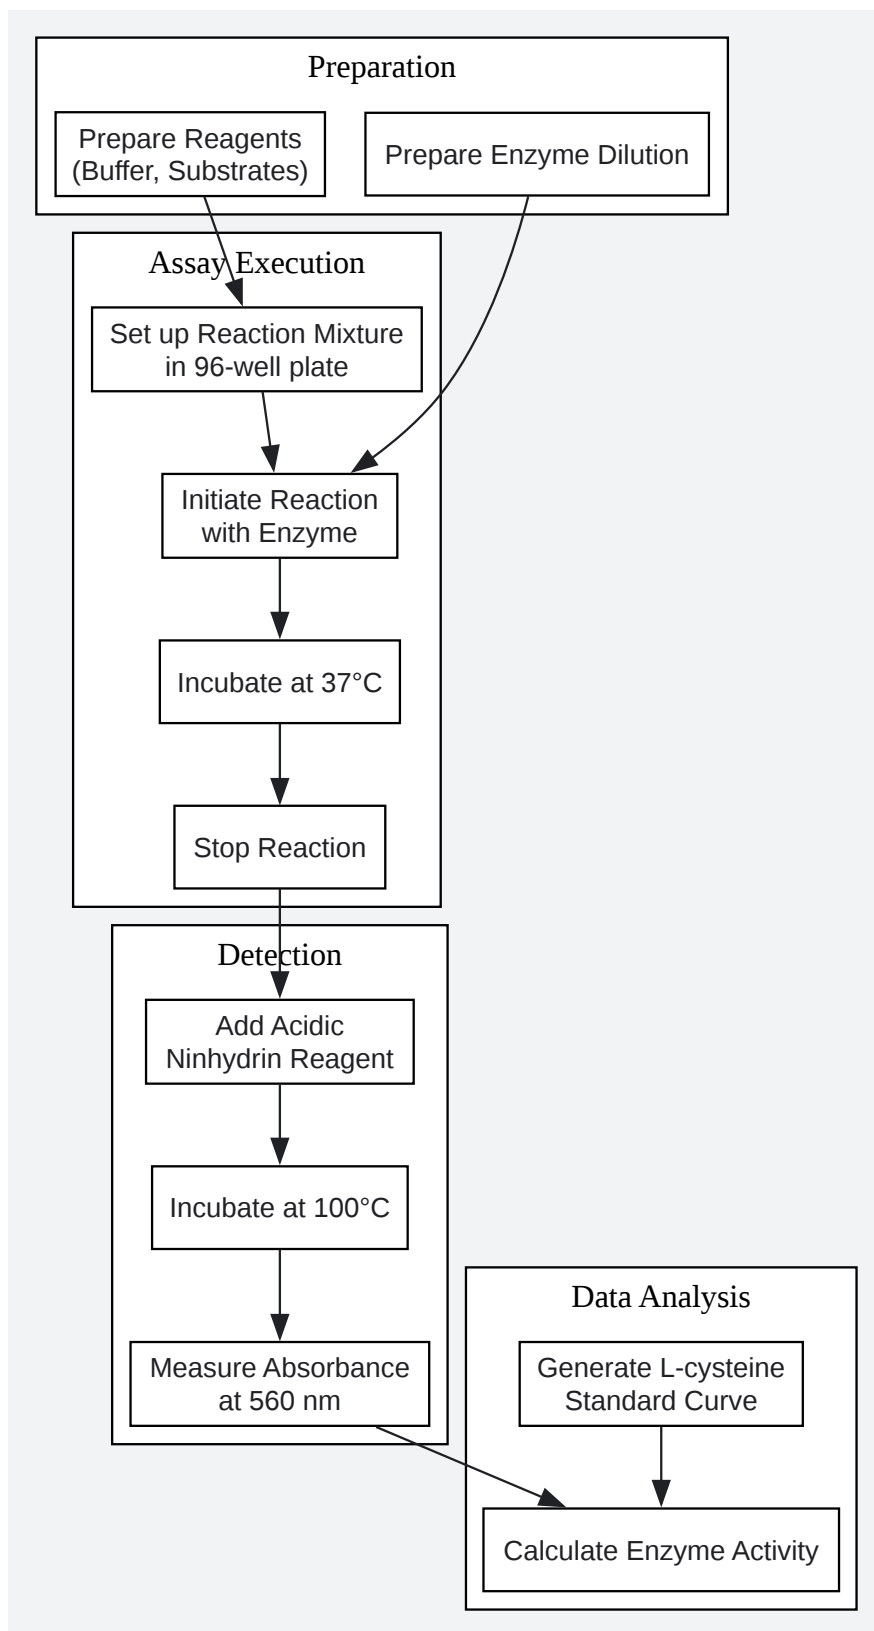 Preparation
Prepare Reagents
(Buffer, Substrates)
Prepare Enzyme Dilution
Assay Execution
Set up Reaction Mixture
in 96-well plate
Initiate Reaction
with Enzyme
Incubate at 37°C
Stop Reaction
Detection
Add Acidic
Ninhydrin Reagent
Incubate at 100°C
Measure Absorbance
at 560 nm
Data Analysis
Generate L-cysteine
Standard Curve
Calculate Enzyme Activity